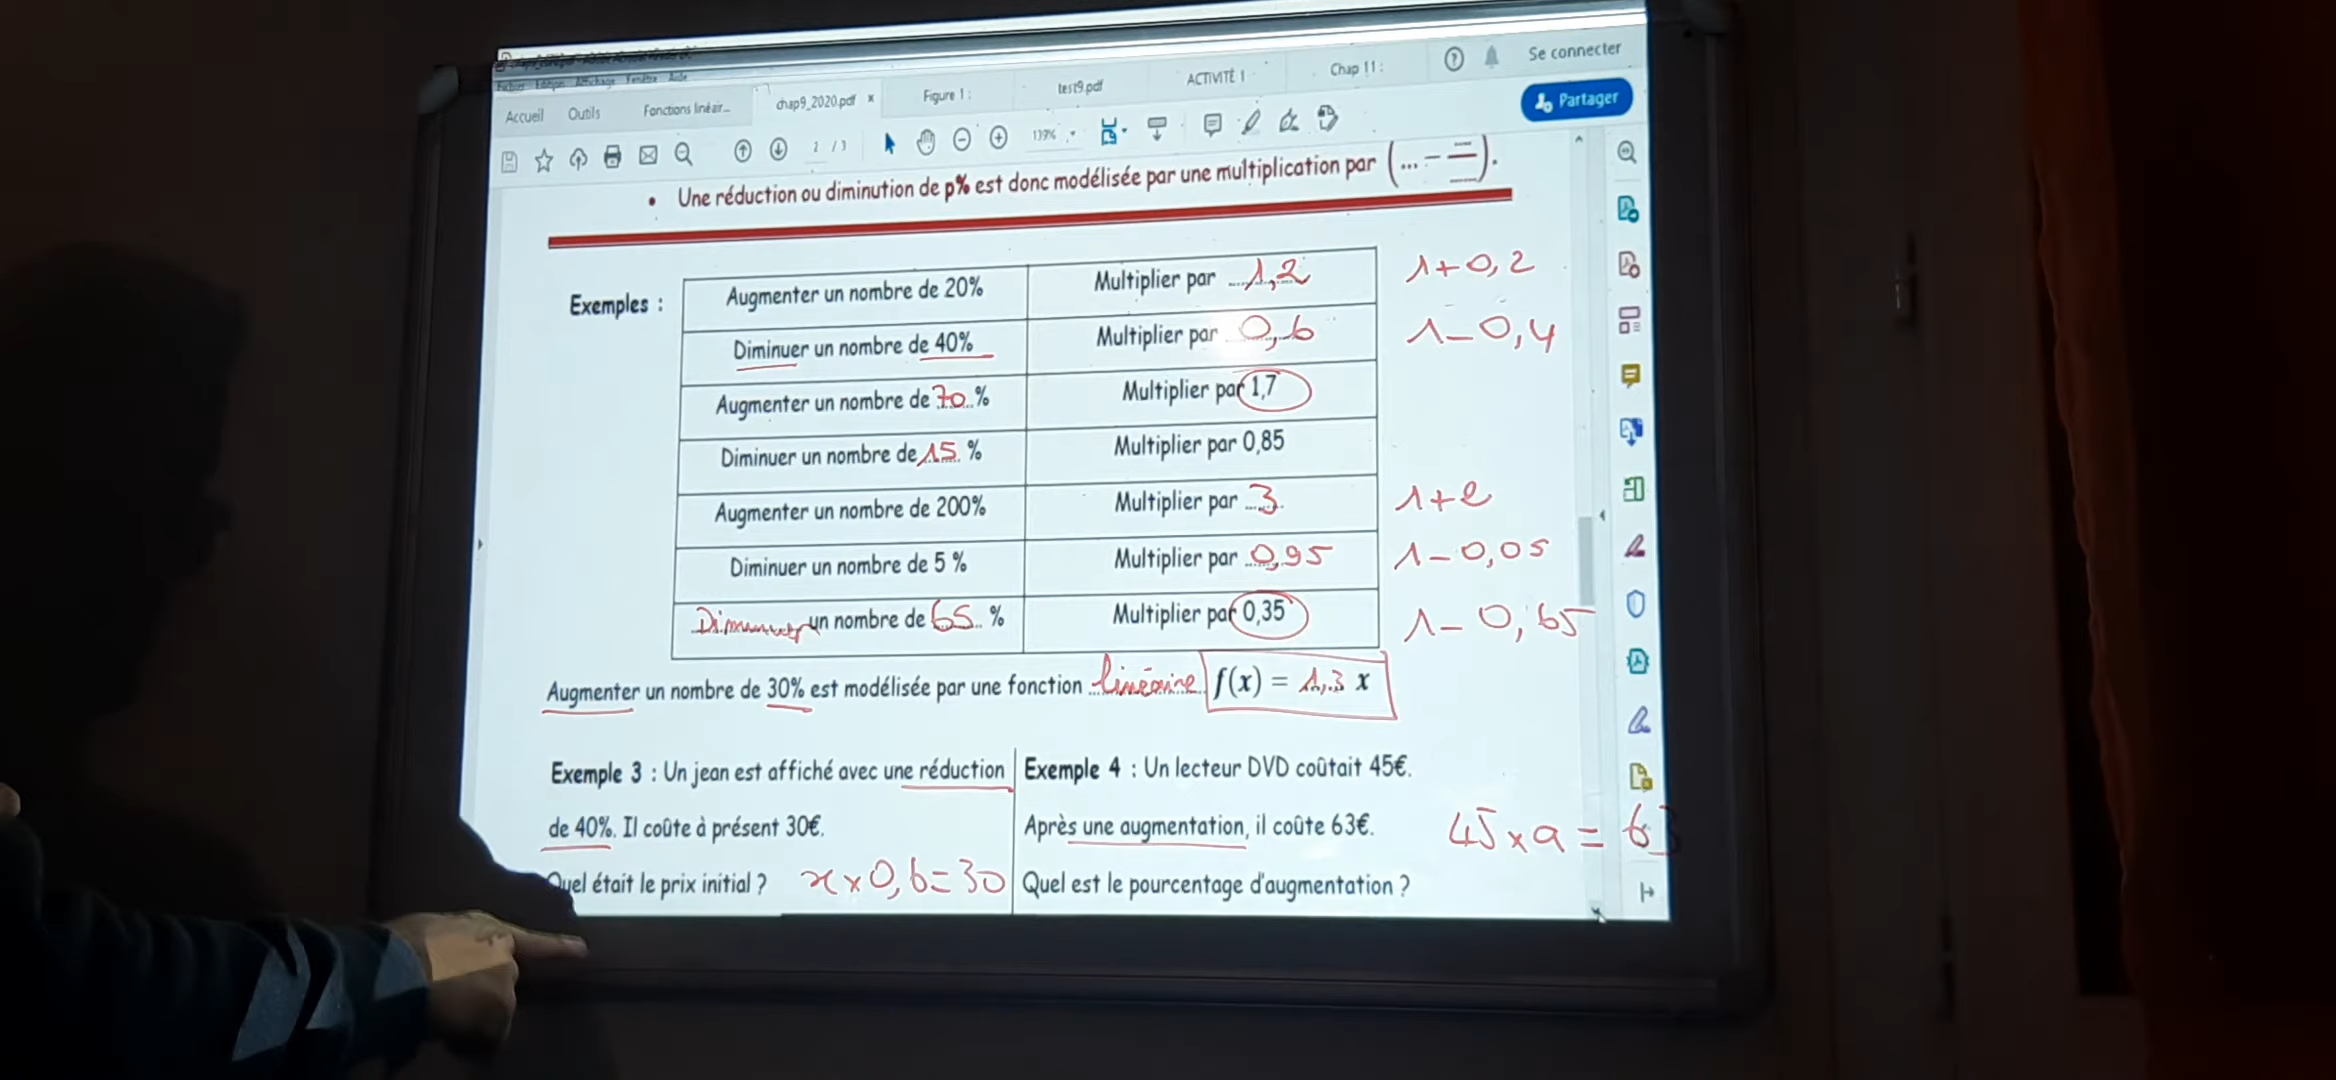 Fichier Edition Affichage Fenêtre Aide
Accueil Outils Fonctions linéair... chap9_2020.pdf x Figure 1 : test9.pdf ACTIVITÉ 1 Chap 11 : ? Se connecter
Partager
2 / 3 139%
• Une réduction ou diminution de p% est donc modélisée par une multiplication par (... − ... / ...).
Exemples :
Augmenter un nombre de 20% Multiplier par 1,2 1+0,2
Diminuer un nombre de 40% Multiplier par 0,6 1-0,4
Augmenter un nombre de 70 % Multiplier par 1,7
Diminuer un nombre de 15 % Multiplier par 0,85
Augmenter un nombre de 200% Multiplier par 3 1+2
Diminuer un nombre de 5 % Multiplier par 0,95 1-0,05
Diminuer un nombre de 65 % Multiplier par 0,35 1-0,65
Augmenter un nombre de 30% est modélisée par une fonction linéaire f(x) = 1,3 x
Exemple 3 : Un jean est affiché avec une réduction
de 40%. Il coûte à présent 30€.
Quel était le prix initial ? x×0,6=30
Exemple 4 : Un lecteur DVD coûtait 45€.
Après une augmentation, il coûte 63€. 45×a = 63
Quel est le pourcentage d'augmentation ?